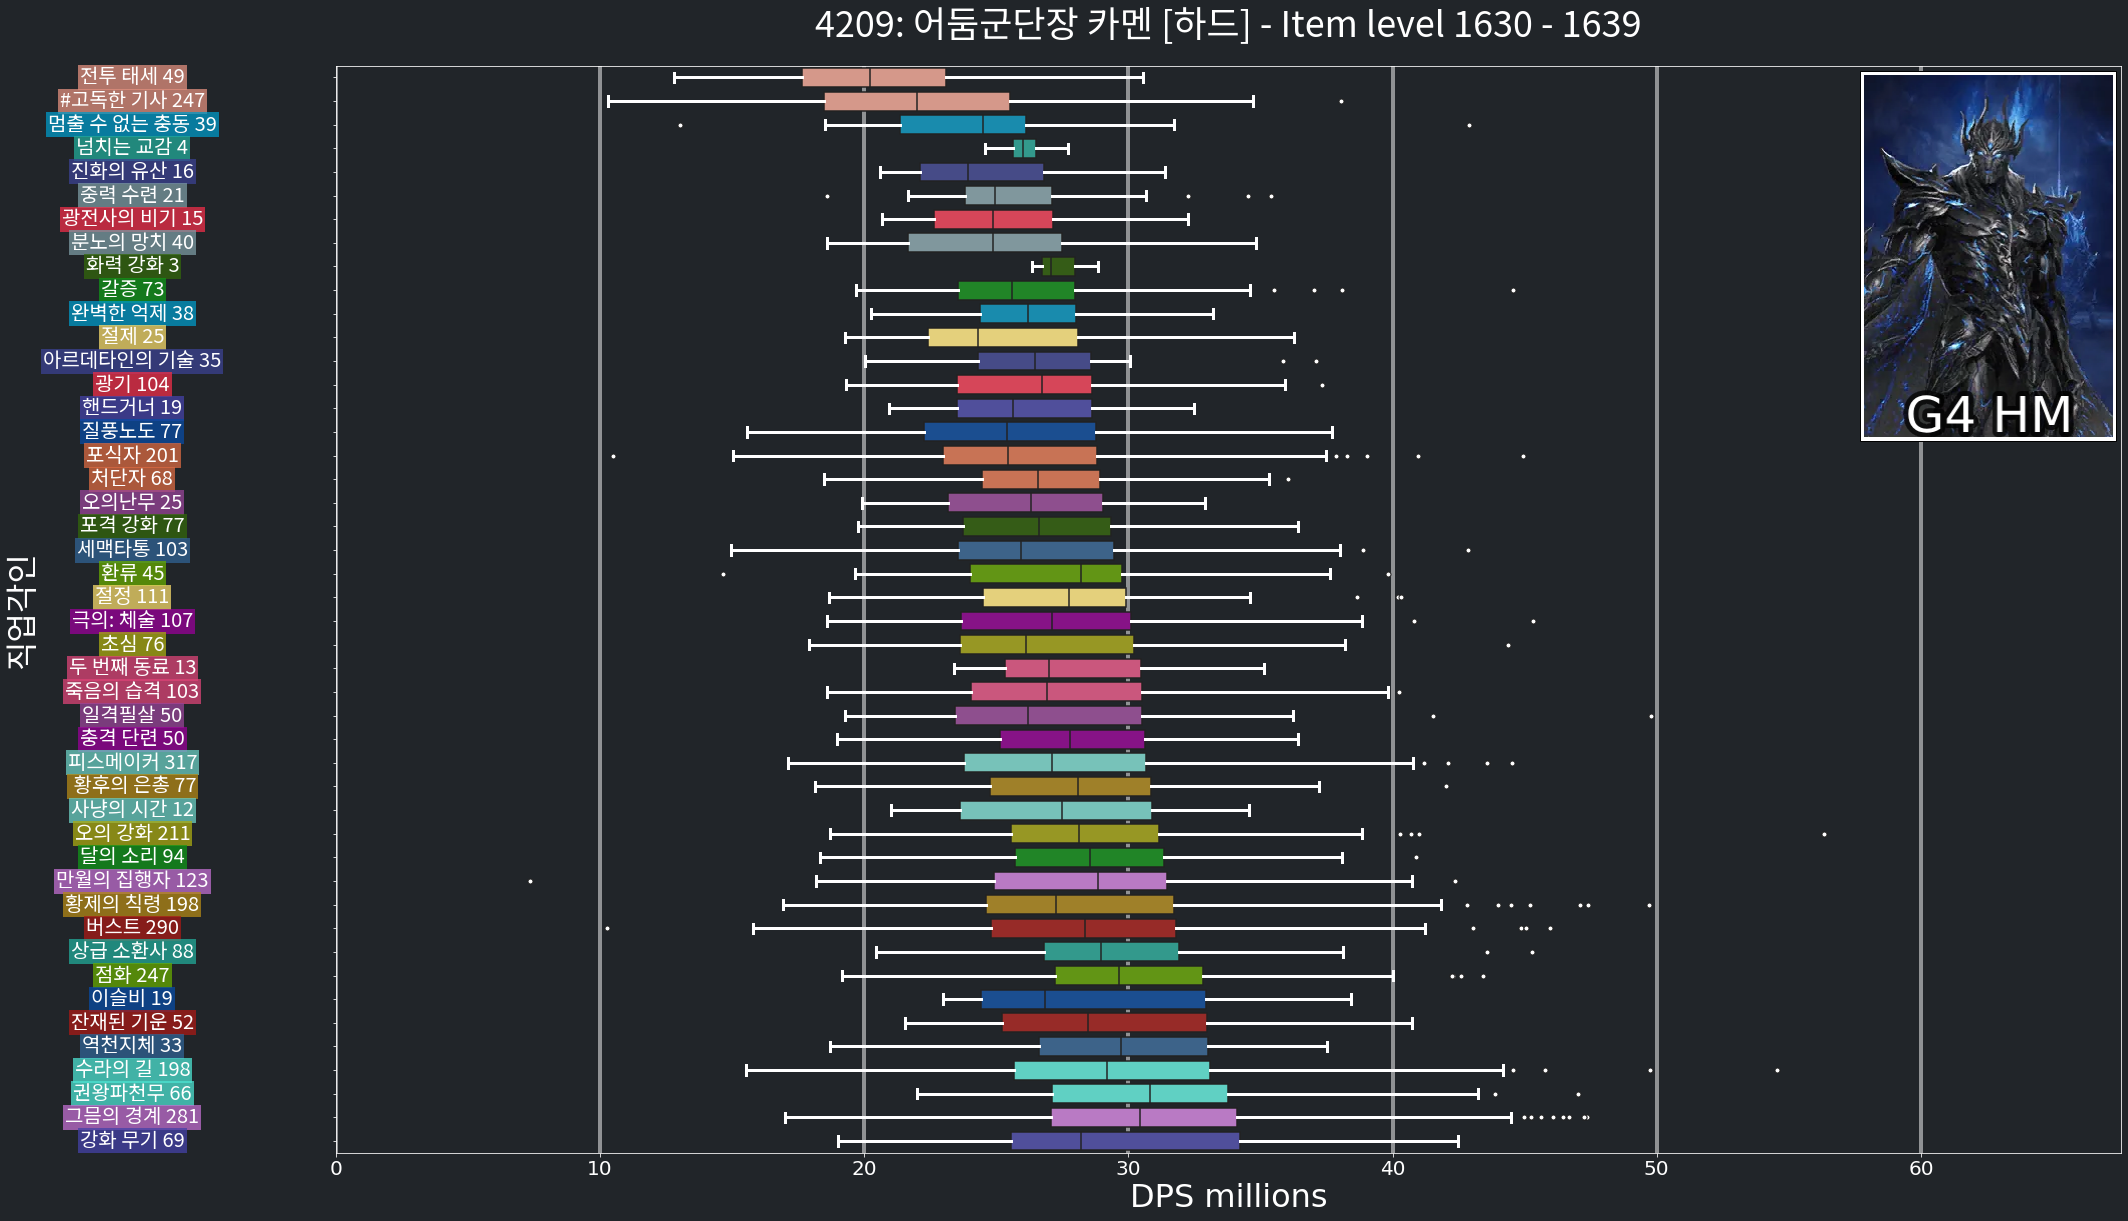 4209: 어둠군단장 카멘 [하드] - Item level 1630 - 1639
전투 태세 49
#고독한 기사 247
멈출 수 없는 충동 39
넘치는 교감 4
진화의 유산 16
중력 수련 21
광전사의 비기 15
분노의 망치 40
화력 강화 3
갈증 73
완벽한 억제 38
절제 25
아르데타인의 기술 35
광기 104
핸드거너 19
질풍노도 77
포식자 201
처단자 68
오의난무 25
포격 강화 77
세맥타통 103
환류 45
절정 111
극의: 체술 107
초심 76
두 번째 동료 13
죽음의 습격 103
일격필살 50
충격 단련 50
피스메이커 317
황후의 은총 77
사냥의 시간 12
오의 강화 211
달의 소리 94
만월의 집행자 123
황제의 칙령 198
버스트 290
상급 소환사 88
점화 247
이슬비 19
잔재된 기운 52
역천지체 33
수라의 길 198
권왕파천무 66
그믐의 경계 281
강화 무기 69
직업각인
G4 HM
0 10 20 30 40 50 60
DPS millions